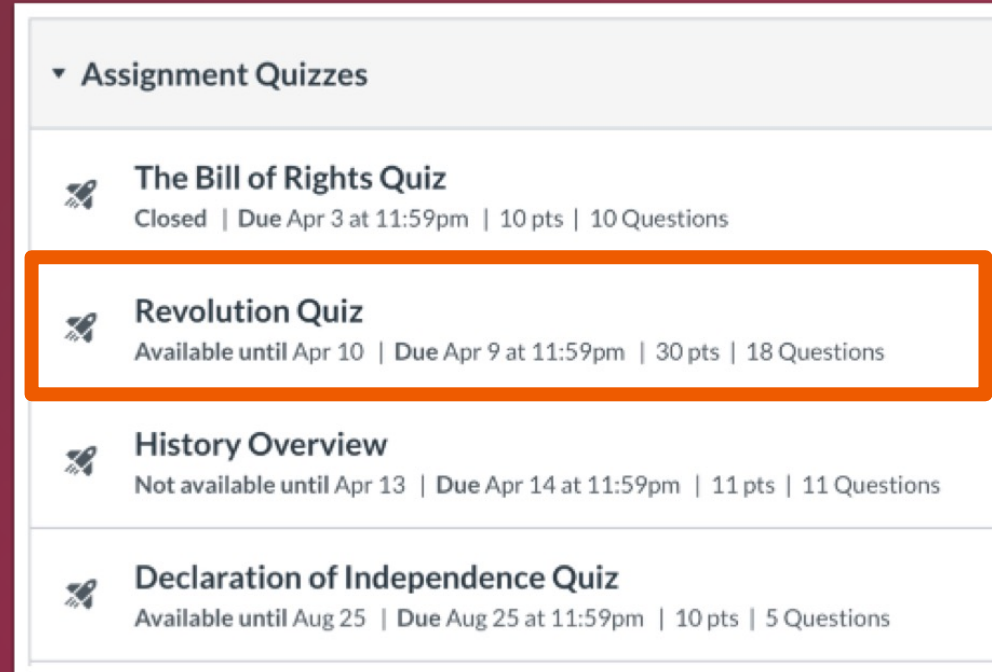 Assignment Quizzes
The Bill of Rights Quiz
Closed | Due Apr 3 at 11:59pm | 10 pts | 10 Questions
Revolution Quiz
Available until Apr 10 | Due Apr 9 at 11:59pm | 30 pts | 18 Questions
History Overview
Not available until Apr 13 | Due Apr 14 at 11:59pm | 11 pts | 11 Questions
Declaration of Independence Quiz
Available until Aug 25 | Due Aug 25 at 11:59pm | 10 pts | 5 Questions